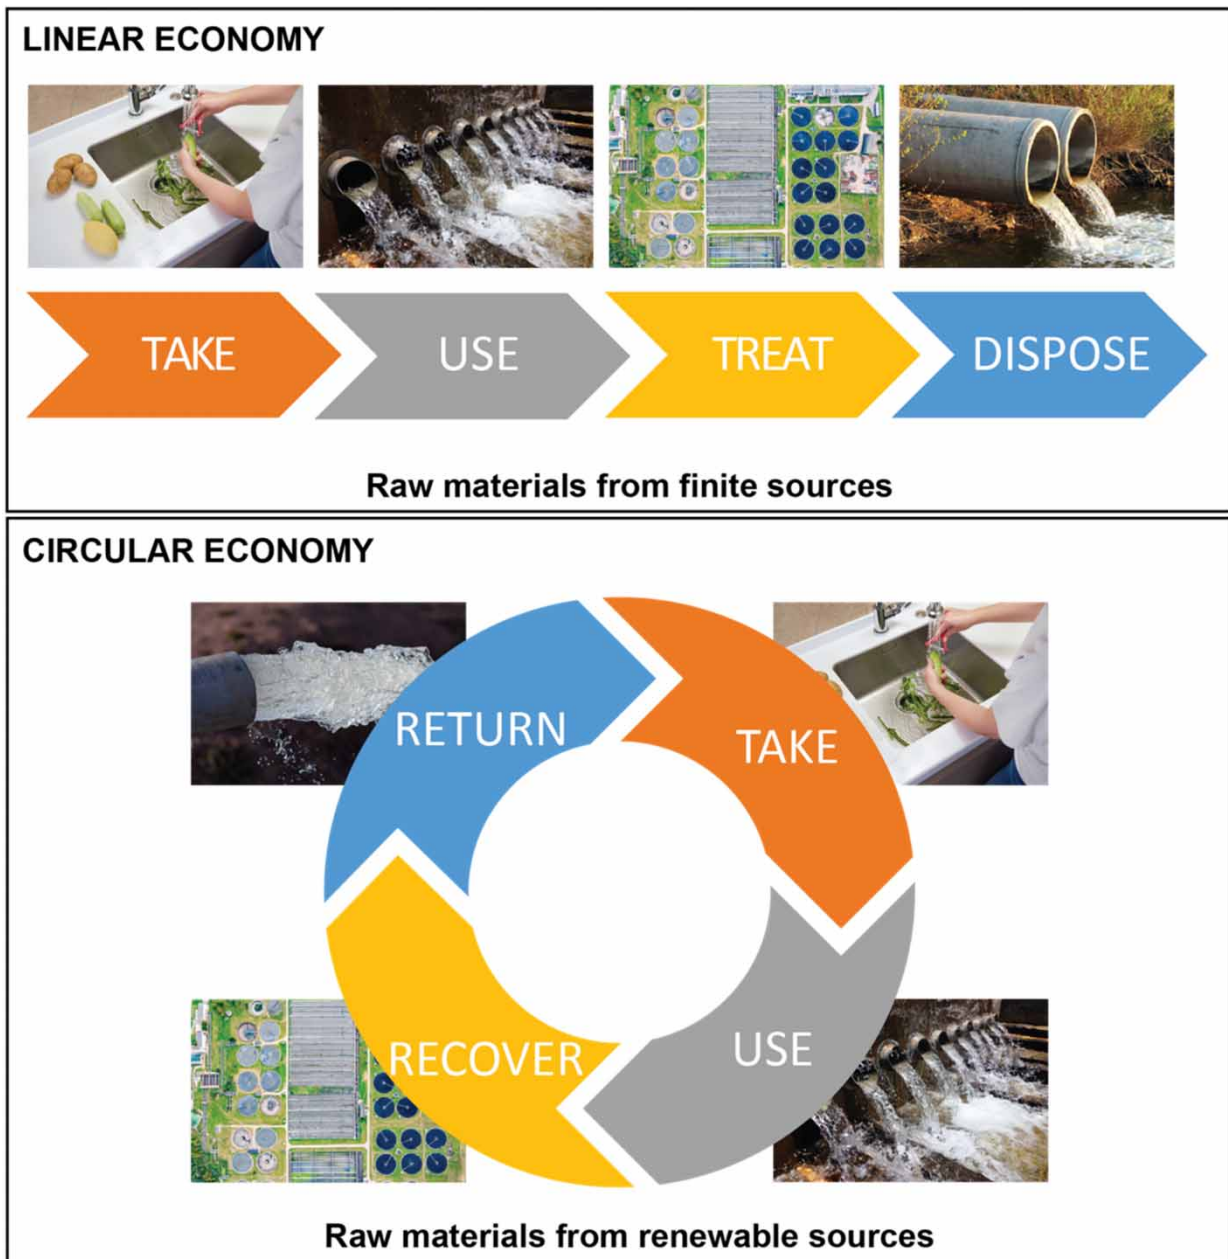 LINEAR ECONOMY
TAKE
USE
TREAT
DISPOSE
Raw materials from finite sources
CIRCULAR ECONOMY
RETURN
TAKE
RECOVER
USE
Raw materials from renewable sources